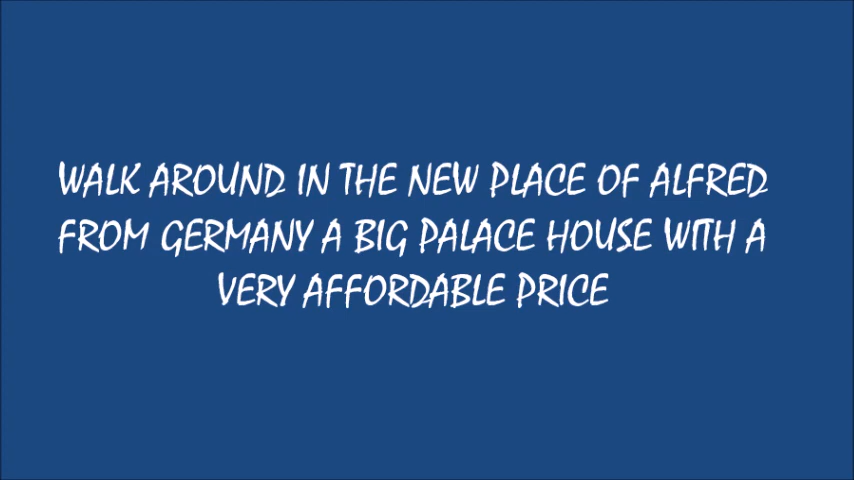 WALK AROUND IN THE NEW PLACE OF ALFRED
FROM GERMANY A BIG PALACE HOUSE WITH A
VERY AFFORDABLE PRICE